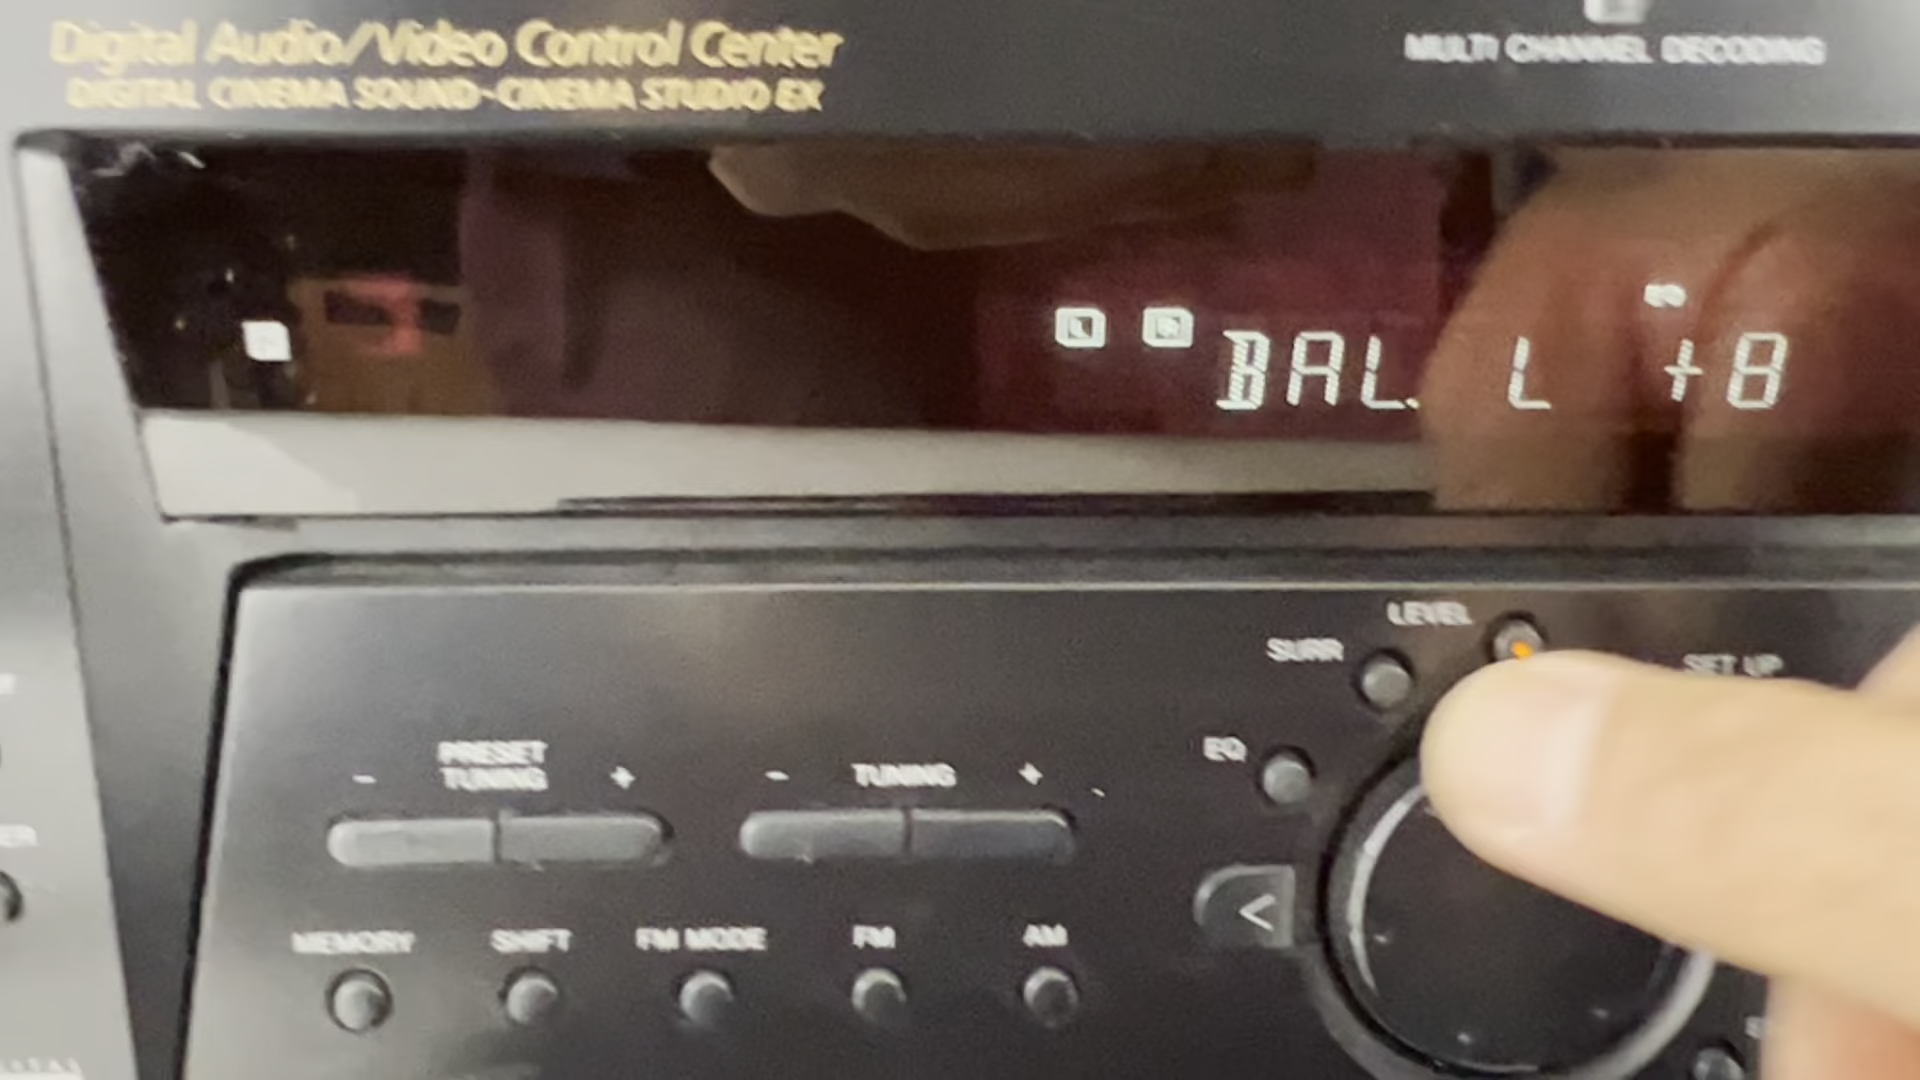 Digital Audio/Video Control Center
DIGITAL CINEMA SOUND-CINEMA STUDIO EX
MULTI CHANNEL DECODING
L R
EQ
BAL. L +8
LEVEL
SURR
SET UP
EQ
- PRESET TUNING +
- TUNING +
<
MEMORY SHIFT FM MODE FM AM